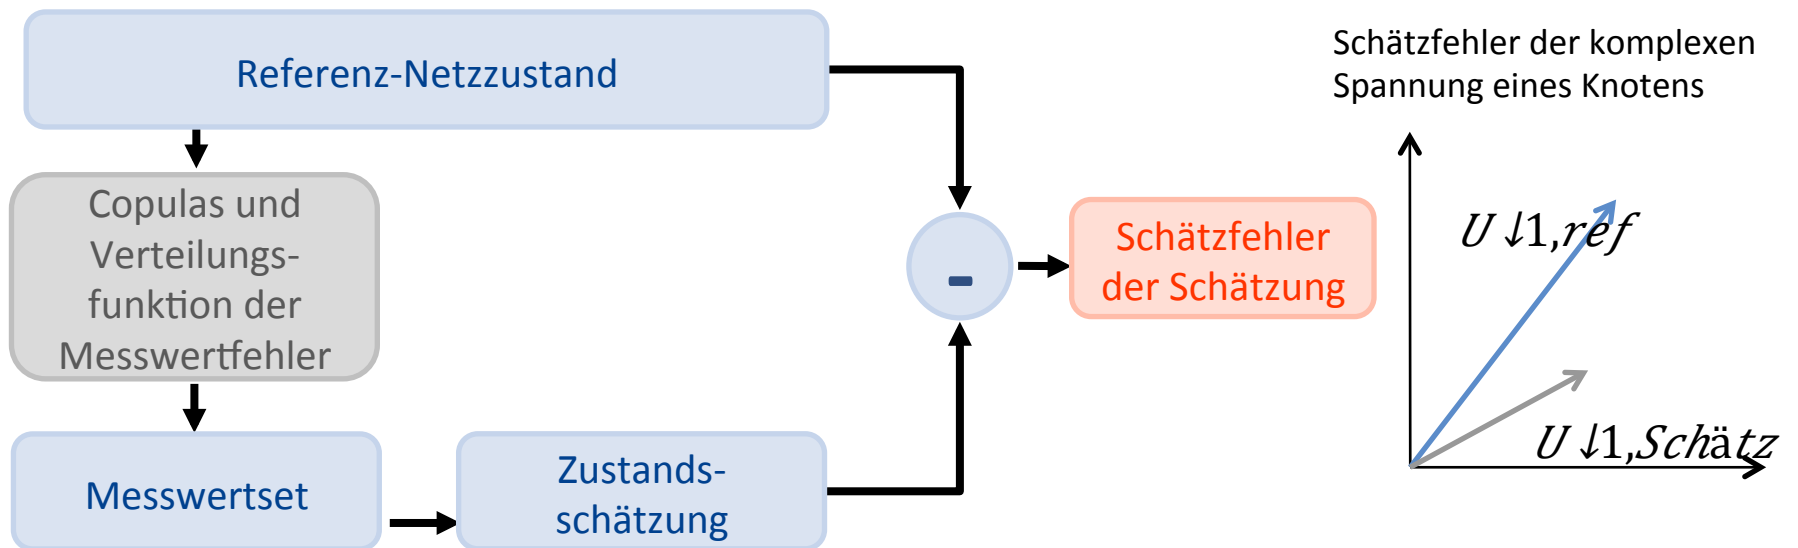 Referenz-Netzzustand
Copulas und
Verteilungs-
funktion der
Messwertfehler
Messwertset
Zustands-
schätzung
-
Schätzfehler
der Schätzung
Schätzfehler der komplexen
Spannung eines Knotens
U↓1,ref
U↓1,Schätz